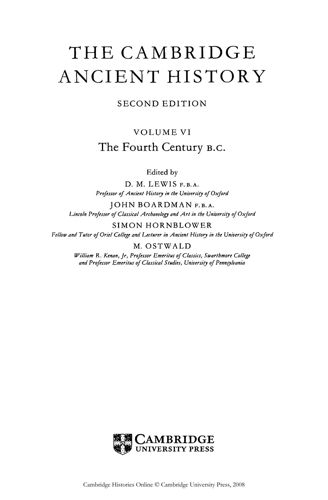 THE CAMBRIDGE
ANCIENT HISTORY
SECOND EDITION
VOLUME VI
The Fourth Century B.C.
Edited by
D. M. LEWIS F.B.A.
Professor of Ancient History in the University of Oxford
JOHN BOARDMAN F.B.A.
Lincoln Professor of Classical Archaeology and Art in the University of Oxford
SIMON HORNBLOWER
Fellow and Tutor of Oriel College and Lecturer in Ancient History in the University of Oxford
M. OSTWALD
William R. Kenan, Jr, Professor Emeritus of Classics, Swarthmore College
and Professor Emeritus of Classical Studies, University of Pennsylvania
CAMBRIDGE
UNIVERSITY PRESS
Cambridge Histories Online © Cambridge University Press, 2008